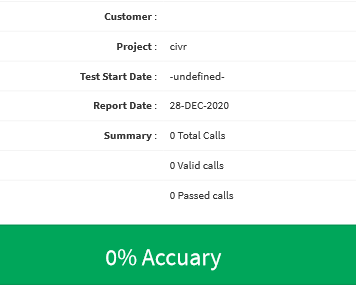 Customer :
Project : civr
Test Start Date : -undefined-
Report Date : 28-DEC-2020
Summary : 0 Total Calls
0 Valid calls
0 Passed calls
0% Accuary